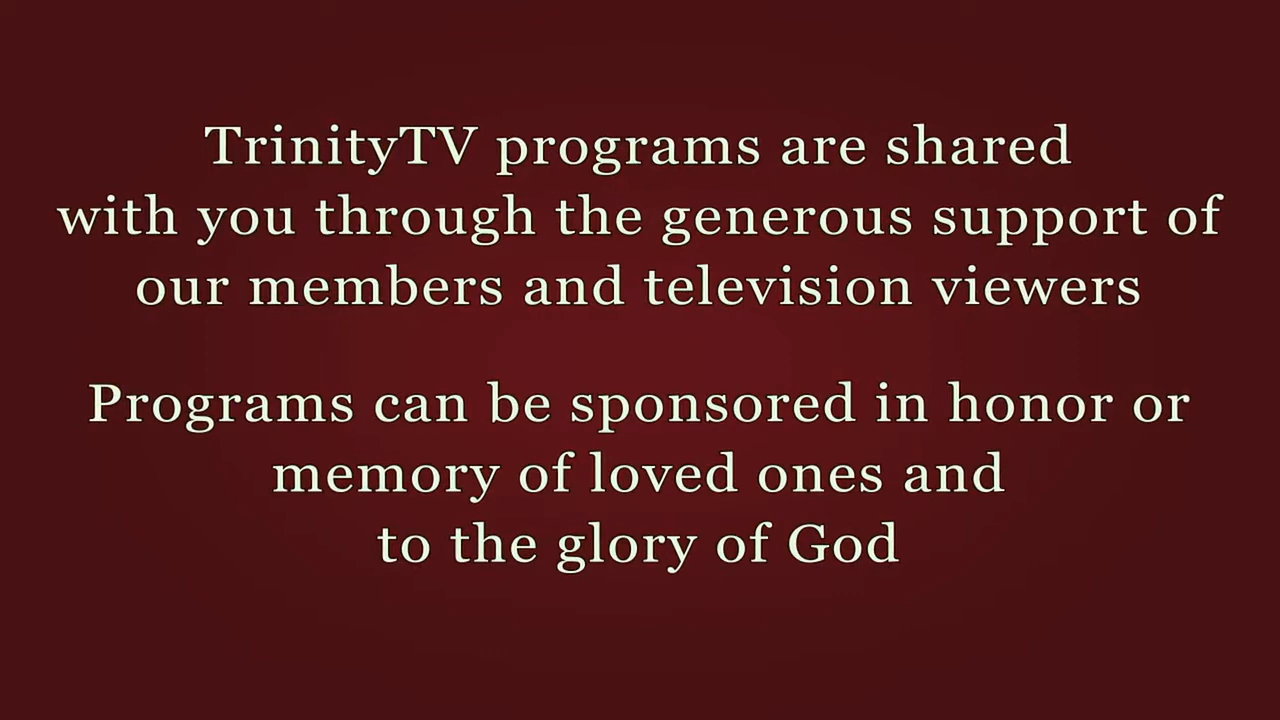 TrinityTV programs are shared
with you through the generous support of
our members and television viewers
Programs can be sponsored in honor or
memory of loved ones and
to the glory of God